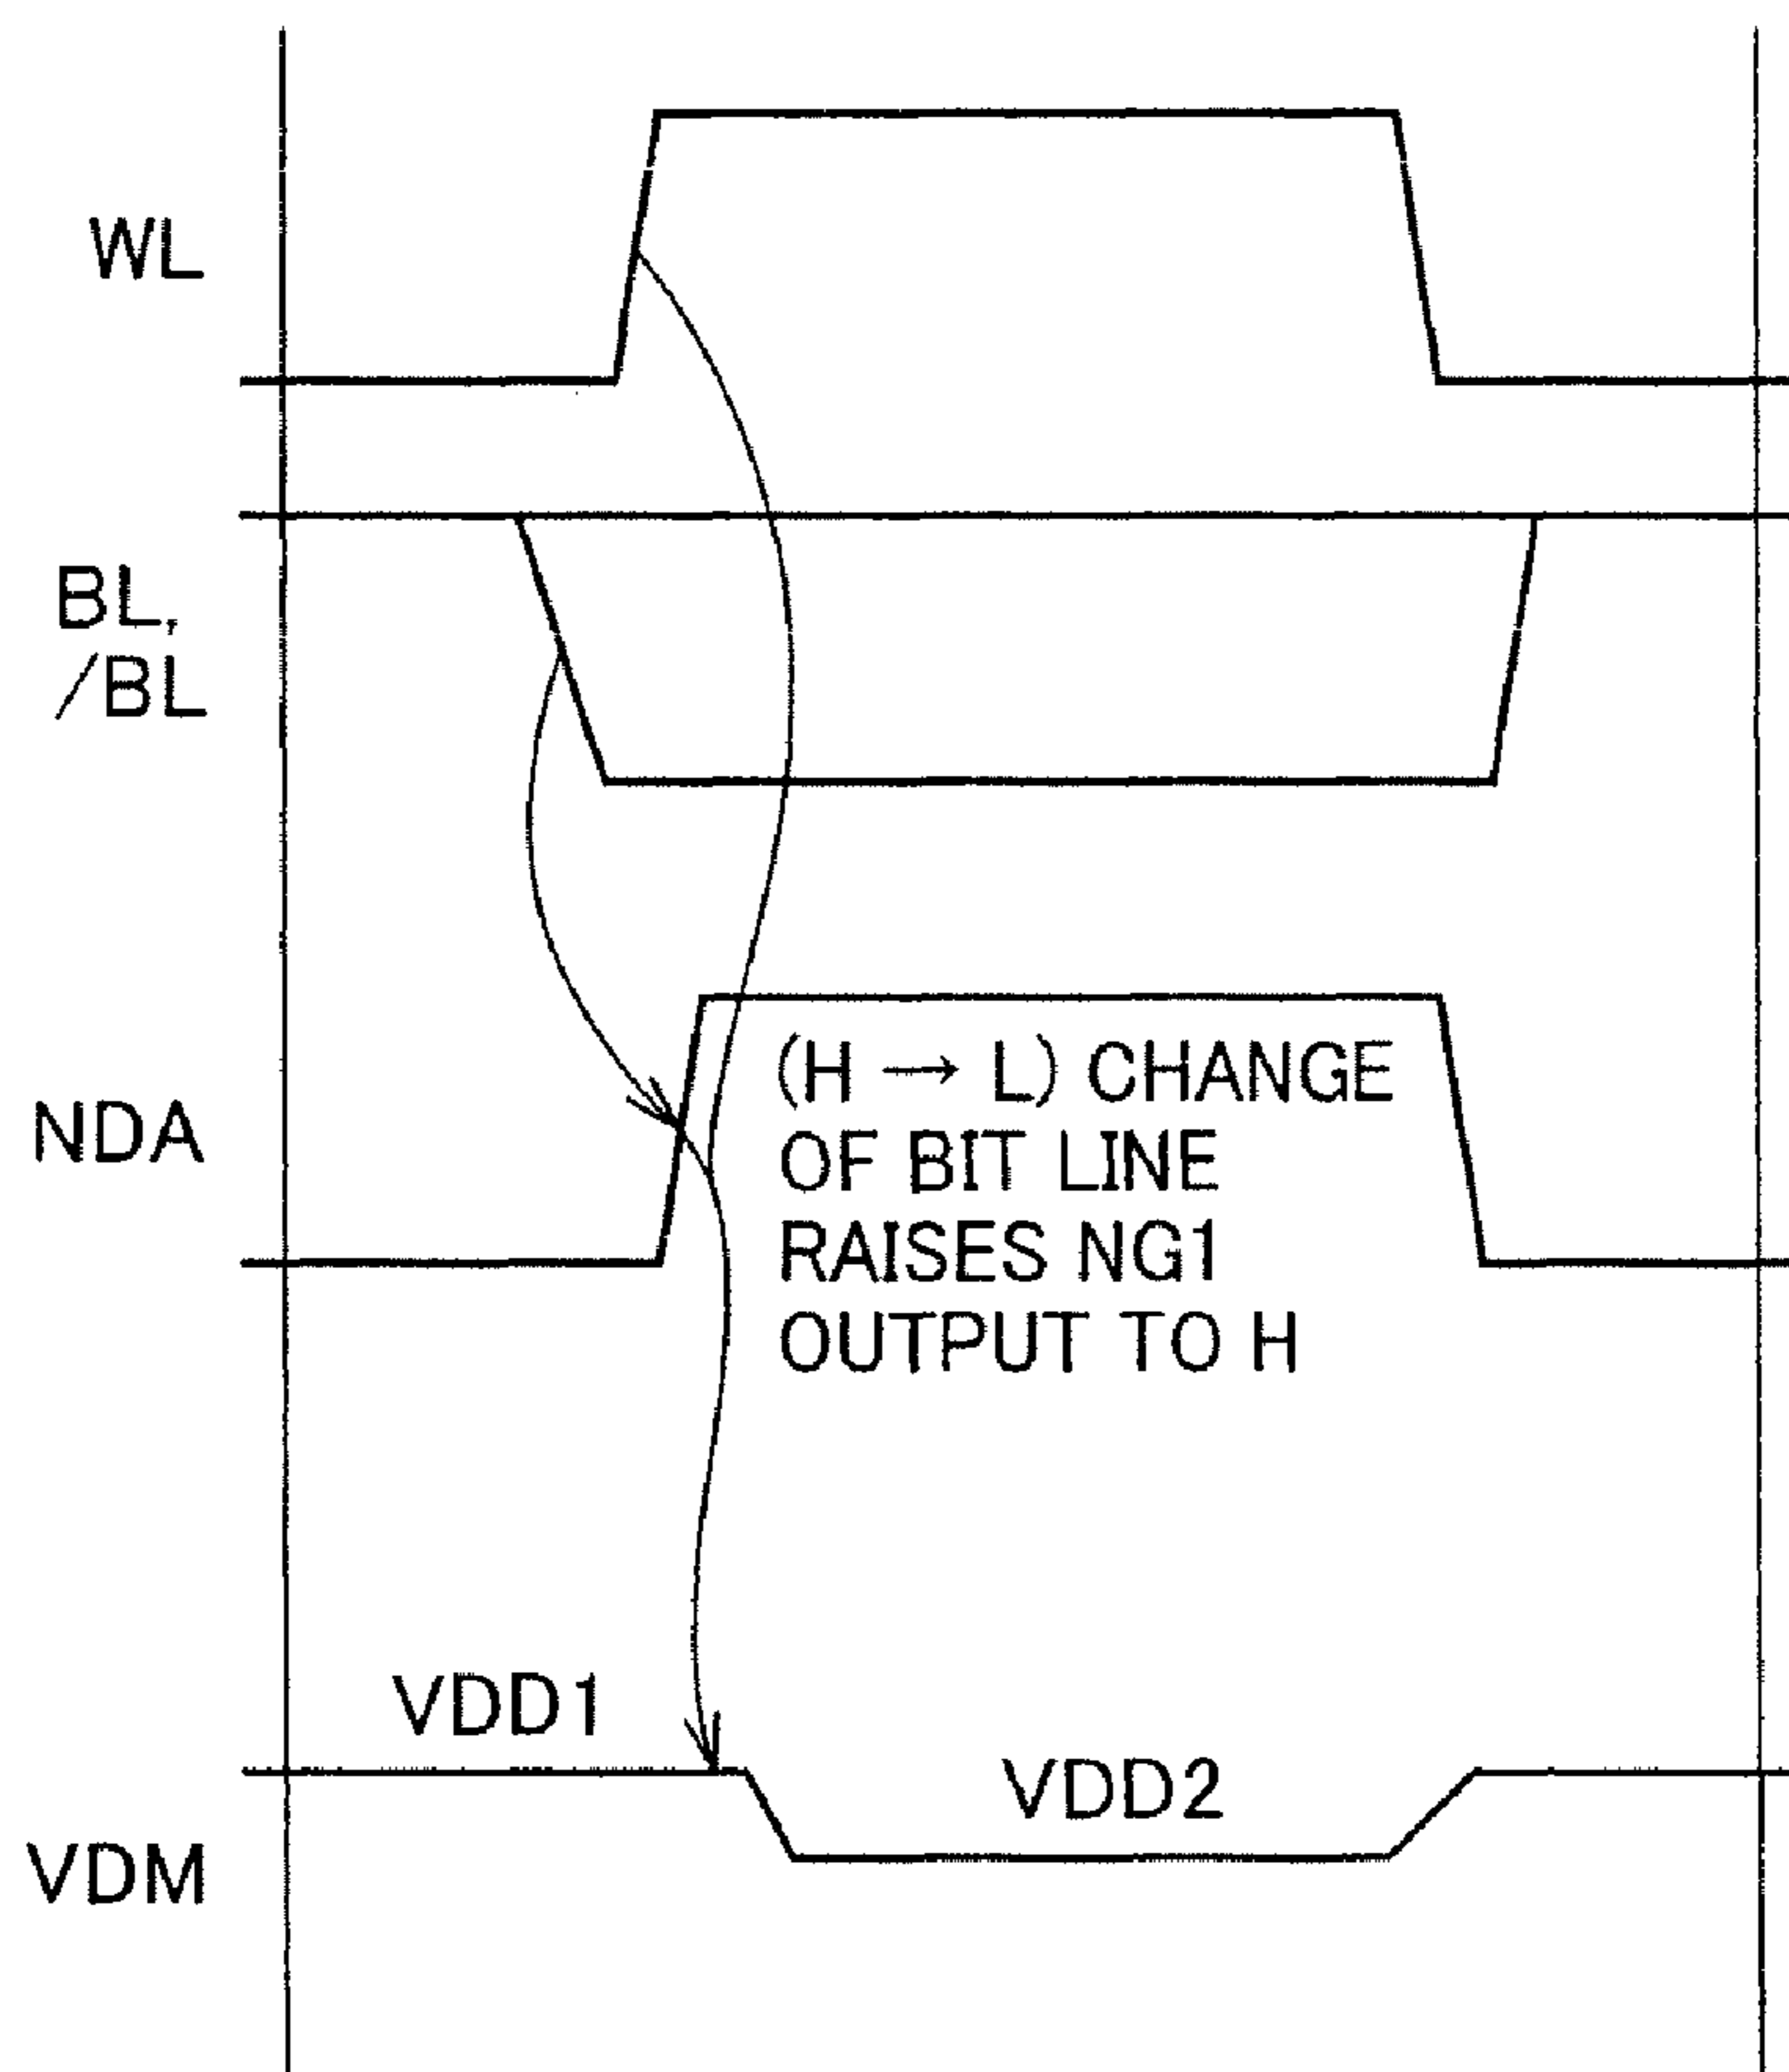 WL
BL,
/BL
NDA
(H → L) CHANGE
OF BIT LINE
RAISES NG1
OUTPUT TO H
VDD1
VDD2
VDM